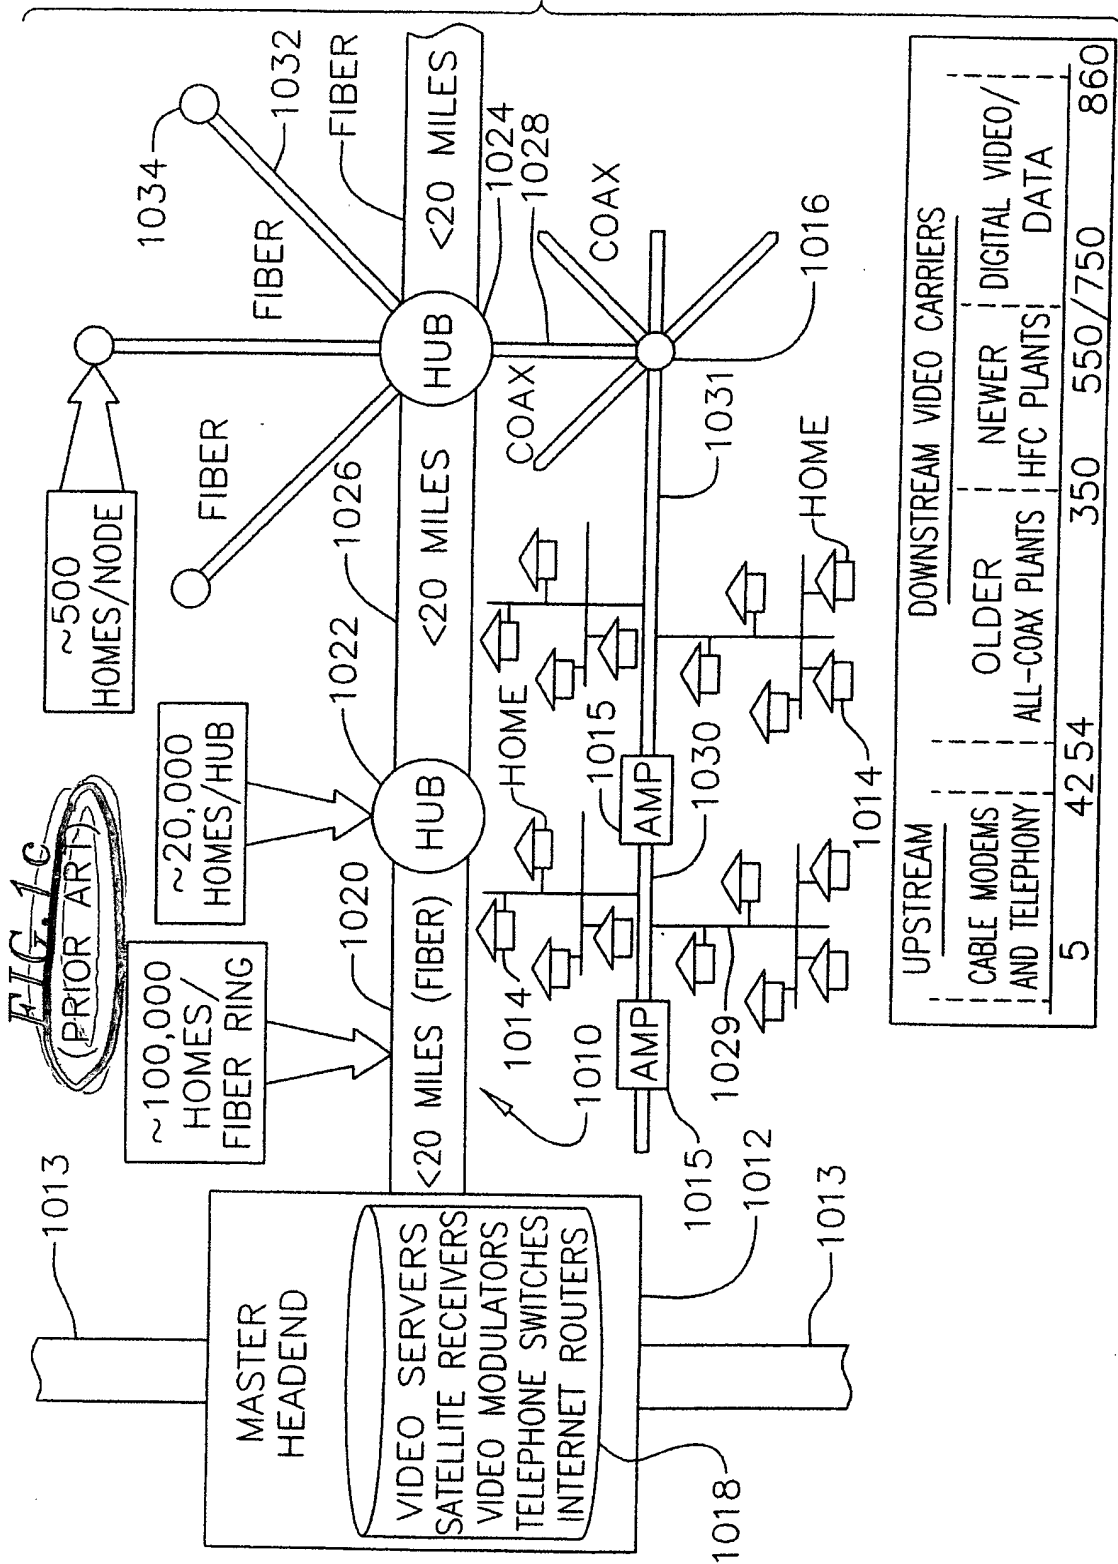 FIG. 1c
(PRIOR ART)
1013
MASTER
HEADEND
VIDEO SERVERS
SATELLITE RECEIVERS
VIDEO MODULATORS
TELEPHONE SWITCHES
INTERNET ROUTERS
1018
1012
1013
~100,000
HOMES/
FIBER RING
~20,000
HOMES/HUB
~500
HOMES/NODE
<20 MILES (FIBER)
1020
HUB
1022
<20 MILES
1026
HUB
1024
<20 MILES
FIBER
FIBER
FIBER
1034
1032
1028
COAX
COAX
1016
1031
1010
1014
HOME
AMP
1015
1029
AMP
1015
1030
1014
HOME
UPSTREAM
CABLE MODEMS
AND TELEPHONY
DOWNSTREAM VIDEO CARRIERS
OLDER
ALL-COAX PLANTS
NEWER
HFC PLANTS
DIGITAL VIDEO/
DATA
5 42 54 350 550/750 860